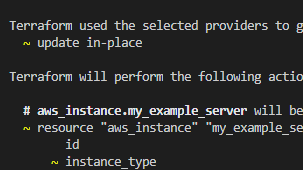 Terraform used the selected providers to g
~ update in-place
Terraform will perform the following actio
# aws_instance.my_example_server will be
~ resource "aws_instance" "my_example_se
id
~ instance_type